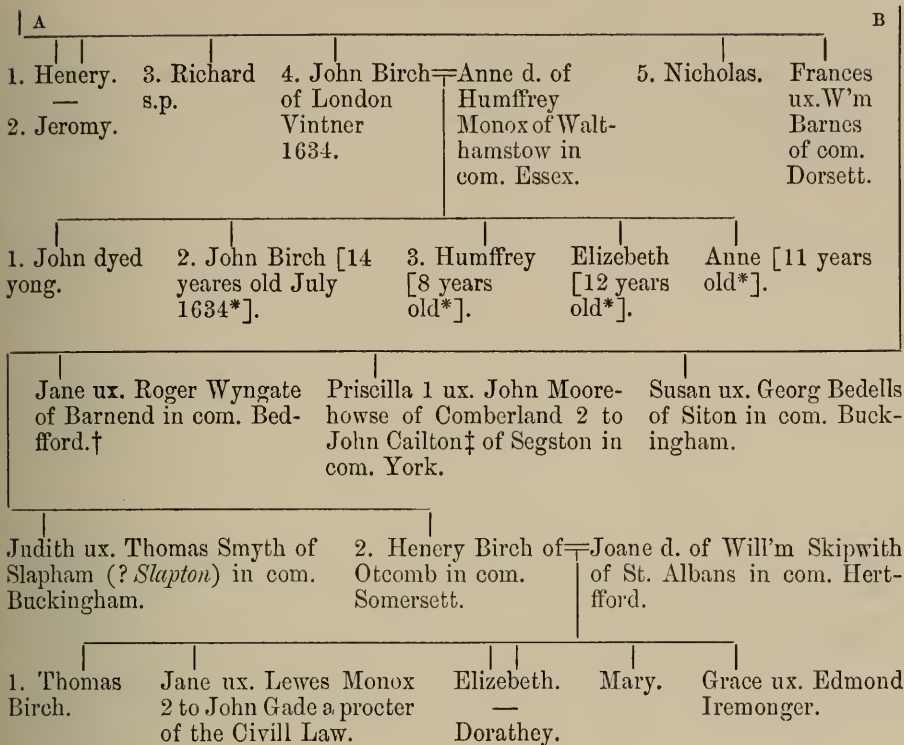 A B
1. Henery.
—
2. Jeromy.
3. Richard
s.p.
4. John Birch
of London
Vintner
1634.
Anne d. of
Humffrey
Monox of Walt-
hamstow in
com. Essex.
5. Nicholas.
Frances
ux. W'm
Barnes
of com.
Dorsett.
1. John dyed
yong.
2. John Birch [14
yeares old July
1634*].
3. Humffrey
[8 years
old*].
Elizebeth
[12 years
old*].
Anne [11 years
old*].
Jane ux. Roger Wyngate
of Barnend in com. Bed-
fford.†
Priscilla 1 ux. John Moore-
howse of Comberland 2 to
John Cailton‡ of Segston in
com. York.
Susan ux. Georg Bedells
of Siton in com. Buck-
ingham.
Judith ux. Thomas Smyth of
Slapham (? Slapton) in com.
Buckingham.
2. Henery Birch of
Otcomb in com.
Somersett.
Joane d. of Will'm Skipwith
of St. Albans in com. Hert-
fford.
1. Thomas
Birch.
Jane ux. Lewes Monox
2 to John Gade a procter
of the Civill Law.
Elizebeth.
—
Dorathey.
Mary.
Grace ux. Edmond
Iremonger.